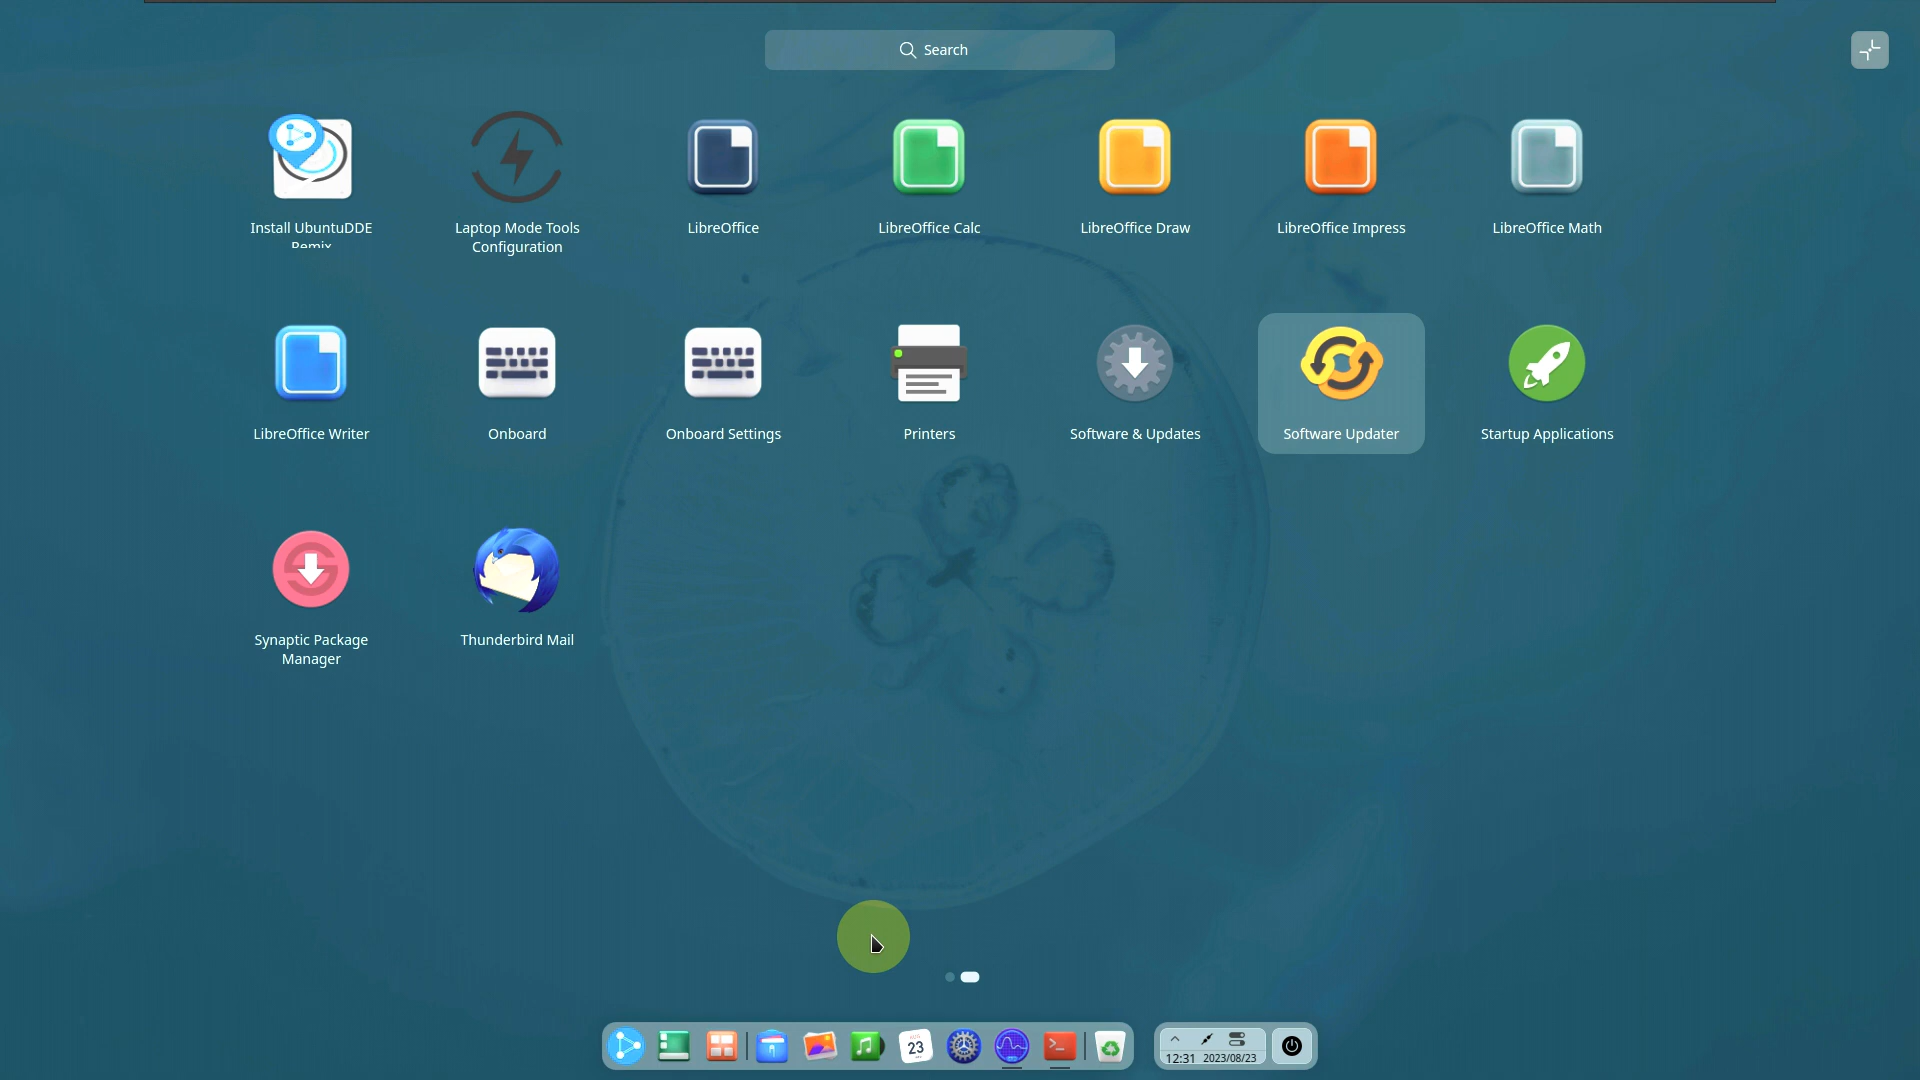 Search
Install UbuntuDDE
Remix
Laptop Mode Tools
Configuration
LibreOffice
LibreOffice Calc
LibreOffice Draw
LibreOffice Impress
LibreOffice Math
LibreOffice Writer
Onboard
Onboard Settings
Printers
Software & Updates
Software Updater
Startup Applications
Synaptic Package
Manager
Thunderbird Mail
23
12:31 2023/08/23